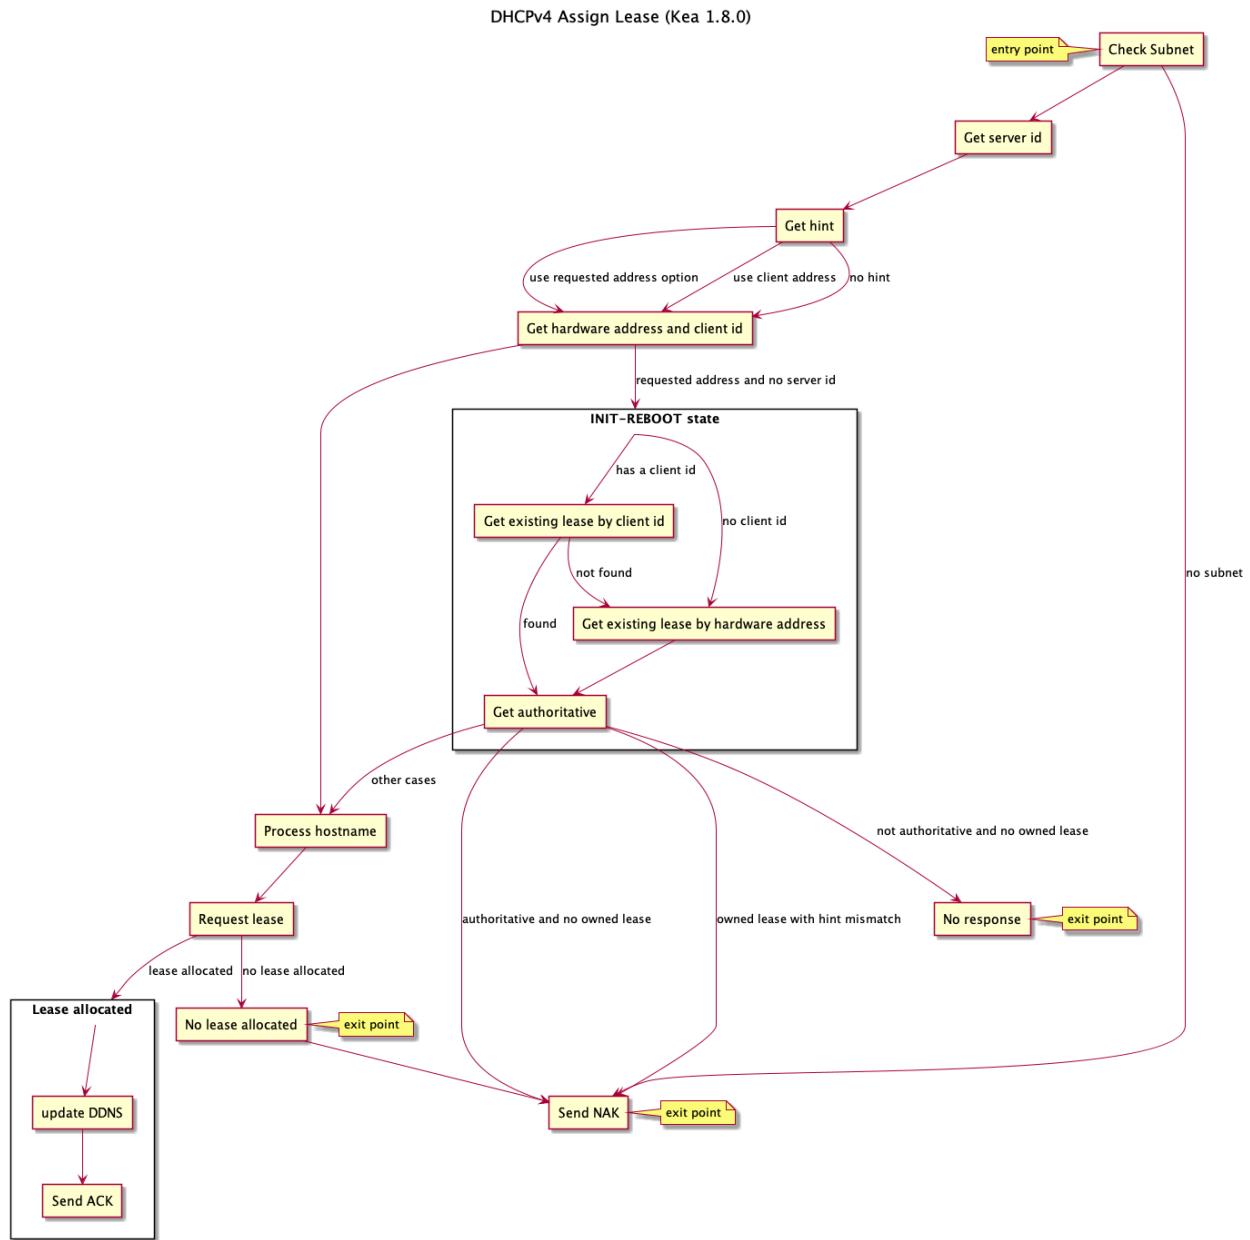 DHCPv4 Assign Lease (Kea 1.8.0)
entry point
Check Subnet
Get server id
Get hint
use requested address option
use client address
no hint
Get hardware address and client id
requested address and no server id
INIT-REBOOT state
has a client id
Get existing lease by client id
no client id
not found
no subnet
found
Get existing lease by hardware address
Get authoritative
other cases
Process hostname
not authoritative and no owned lease
Request lease
authoritative and no owned lease
owned lease with hint mismatch
No response
exit point
lease allocated
no lease allocated
Lease allocated
No lease allocated
exit point
update DDNS
Send NAK
exit point
Send ACK